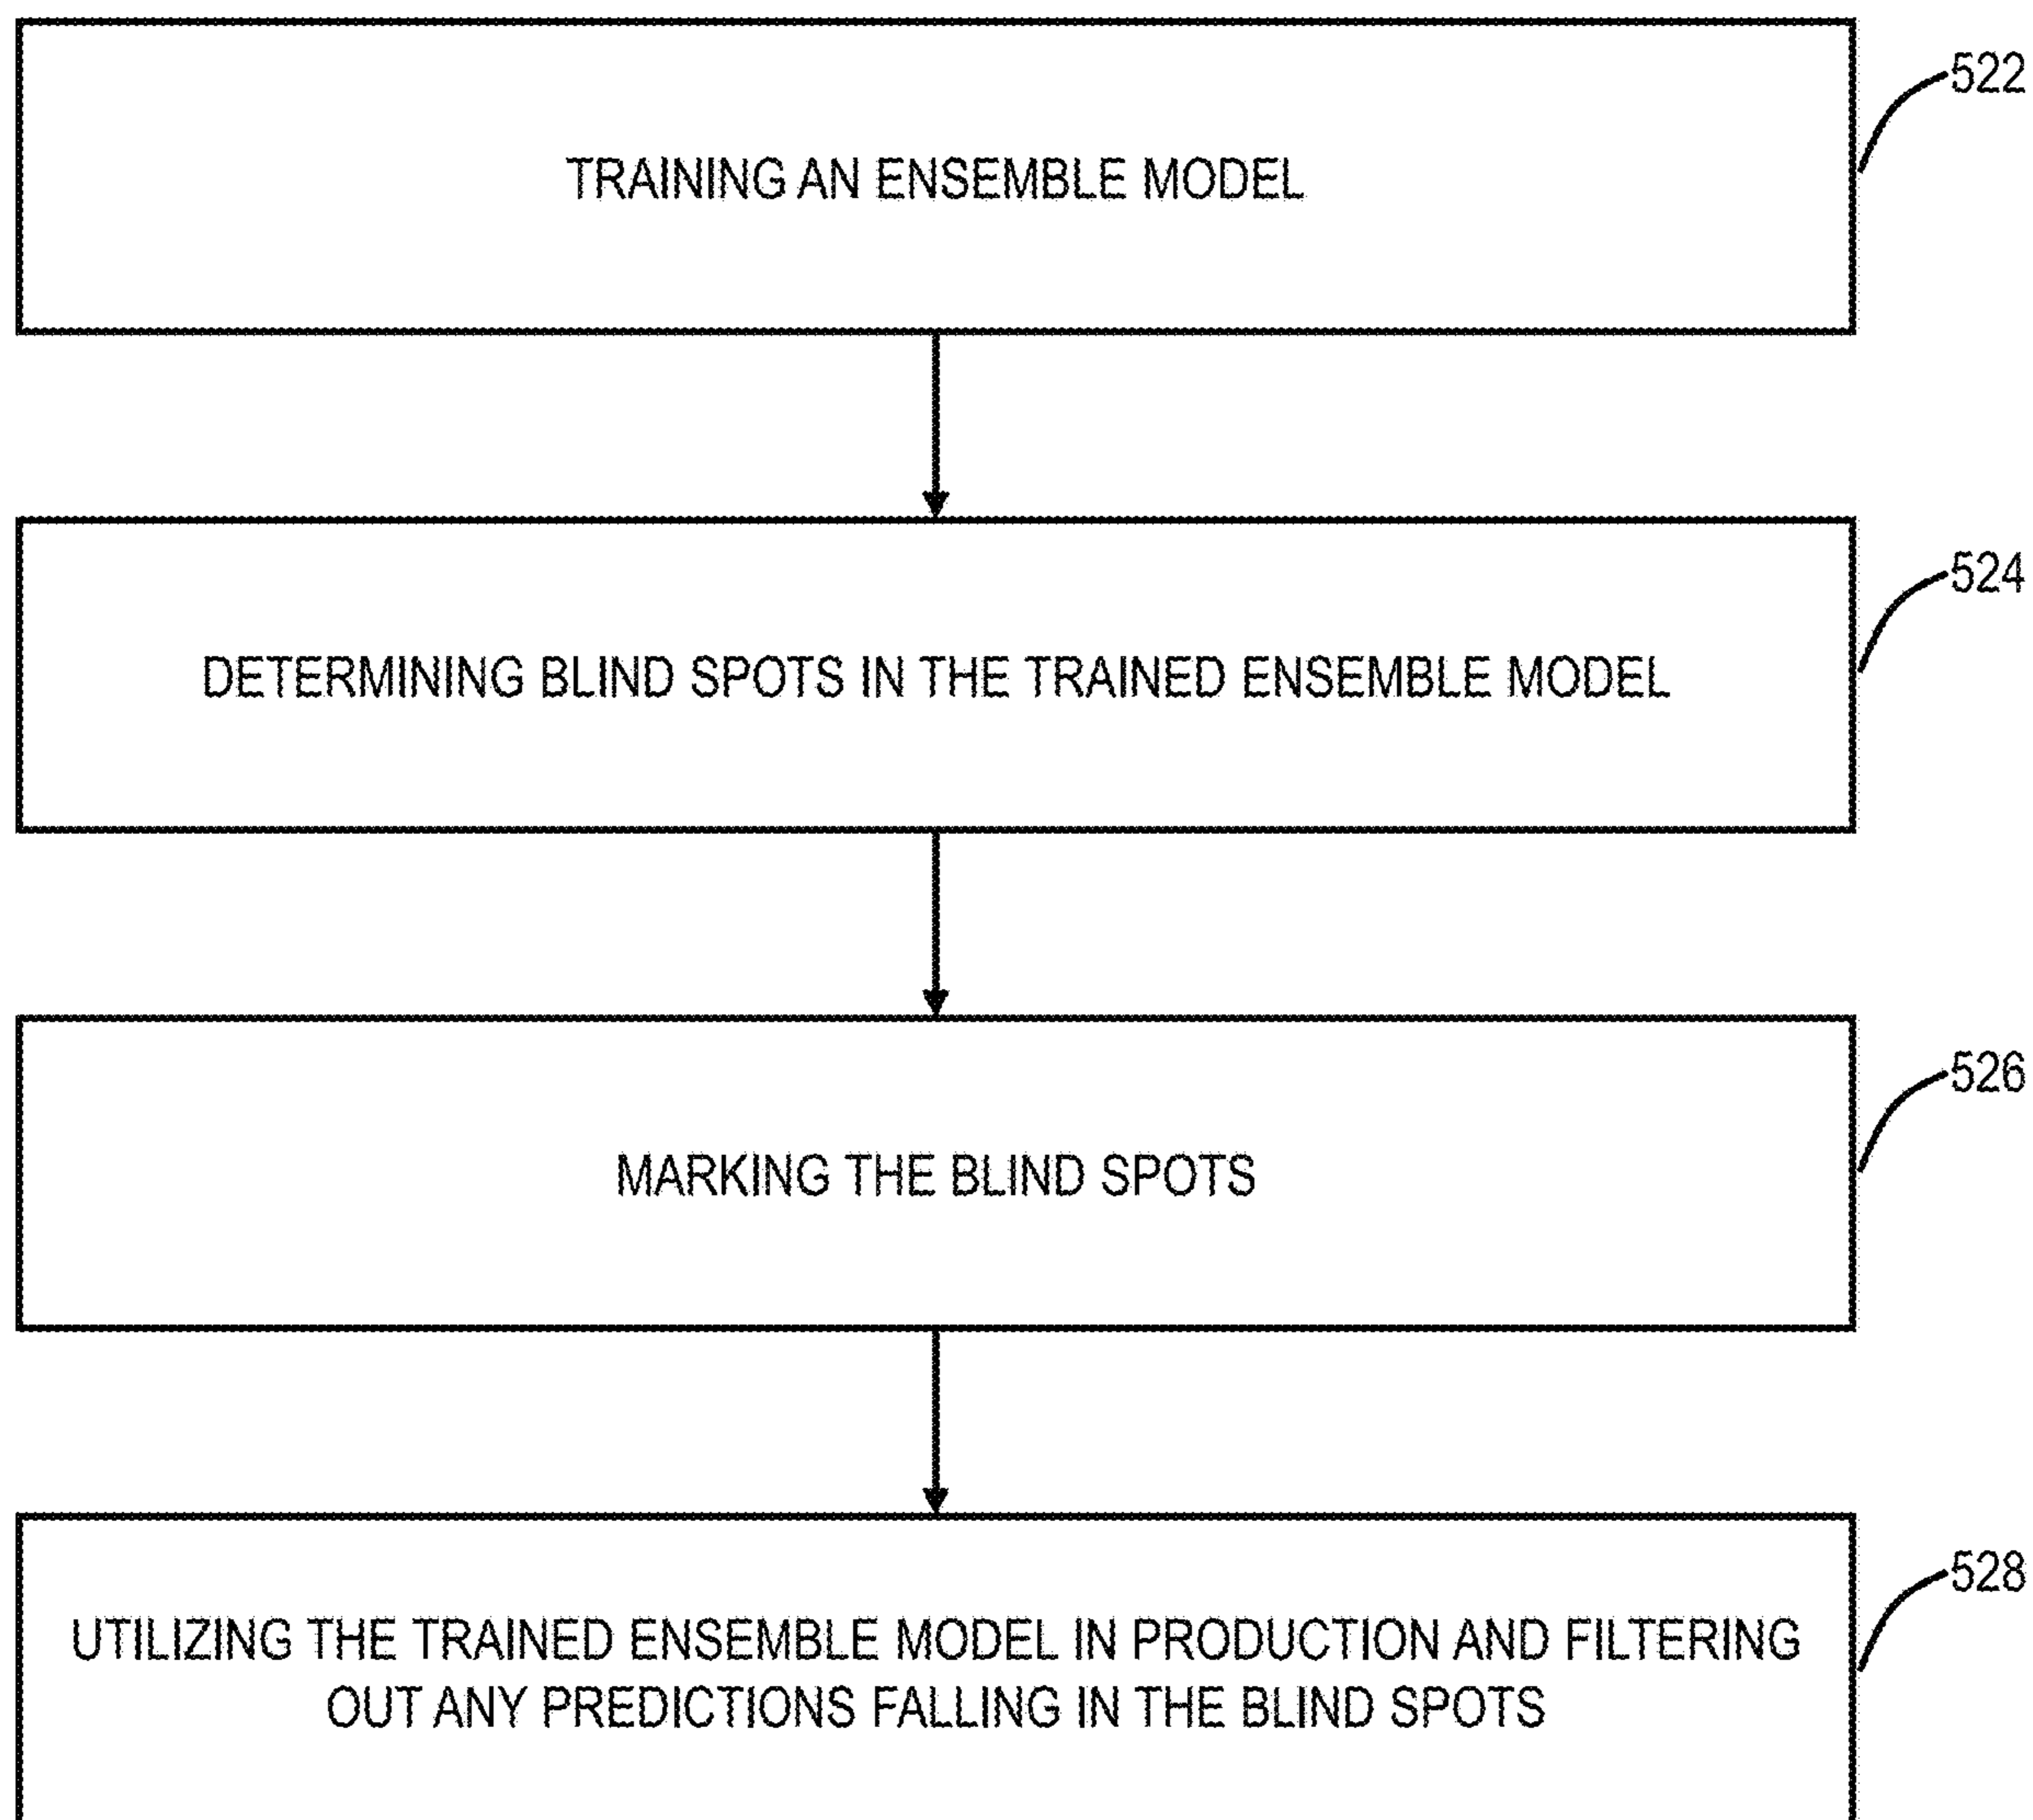 522
TRAINING AN ENSEMBLE MODEL
524
DETERMINING BLIND SPOTS IN THE TRAINED ENSEMBLE MODEL
526
MARKING THE BLIND SPOTS
528
UTILIZING THE TRAINED ENSEMBLE MODEL IN PRODUCTION AND FILTERING
OUT ANY PREDICTIONS FALLING IN THE BLIND SPOTS